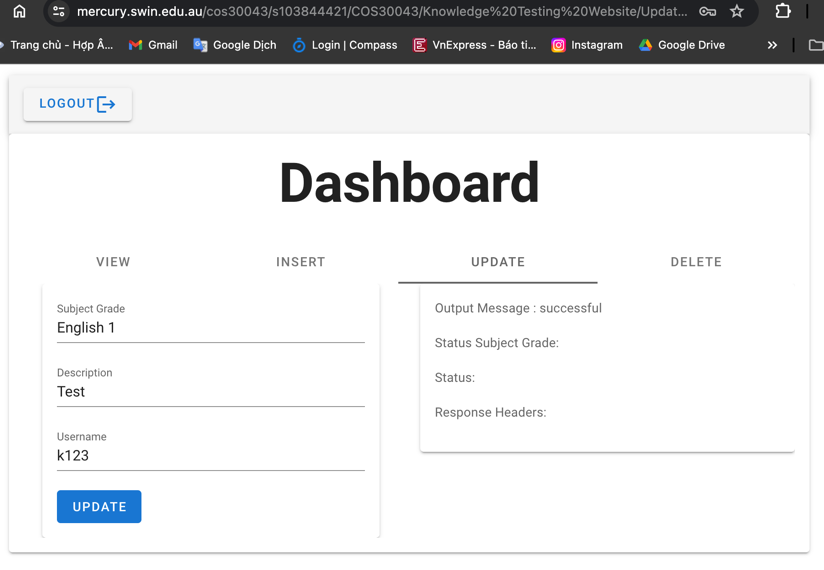 mercury.swin.edu.au/cos30043/s103844421/COS30043/Knowledge%20Testing%20Website/Updat...
Trang chủ - Hợp Â... Gmail Google Dịch Login | Compass VnExpress - Báo ti... Instagram Google Drive »
LOGOUT
Dashboard
VIEW INSERT UPDATE DELETE
Subject Grade
English 1
Description
Test
Username
k123
UPDATE
Output Message : successful
Status Subject Grade:
Status:
Response Headers: